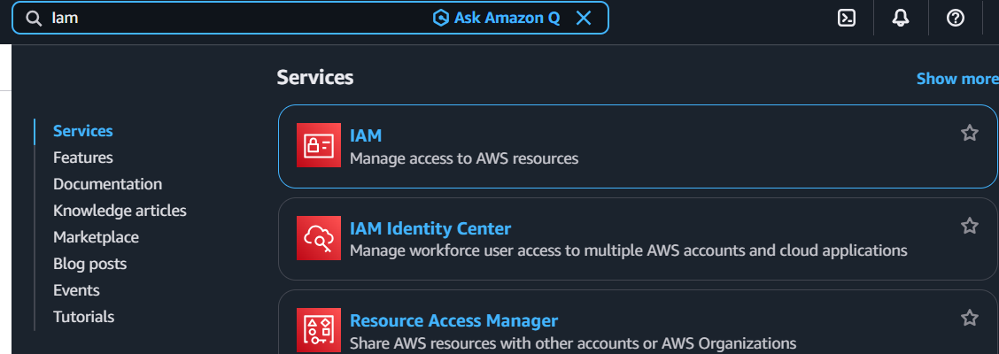 Iam
Ask Amazon Q
Services
Show more
Services
Features
Documentation
Knowledge articles
Marketplace
Blog posts
Events
Tutorials
IAM
Manage access to AWS resources
IAM Identity Center
Manage workforce user access to multiple AWS accounts and cloud applications
Resource Access Manager
Share AWS resources with other accounts or AWS Organizations